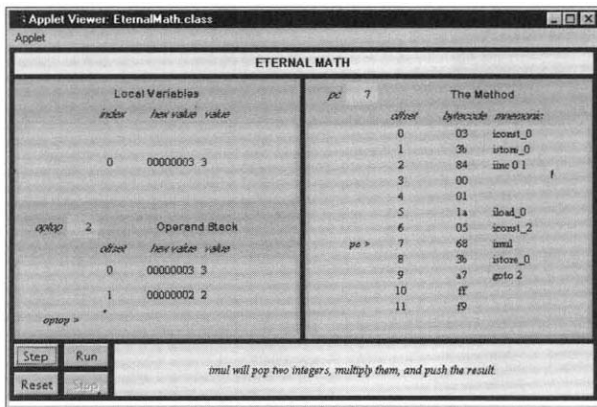 Applet Viewer: EternalMath.class
Applet
ETERNAL MATH
Local Variables
index hex value value
0 00000003 3
optop 2 Operand Stack
offset hex value value
0 00000003 3
1 00000002 2
optop >
pc 7 The Method
offset bytecode mnemonic
0 03 iconst_0
1 3b istore_0
2 84 iinc 0 1
3 00
4 01
5 1a iload_0
6 05 iconst_2
pc > 7 68 imul
8 3b istore_0
9 a7 goto 2
10 ff
11 f9
Step Run
Reset Stop
imul will pop two integers, multiply them, and push the result.